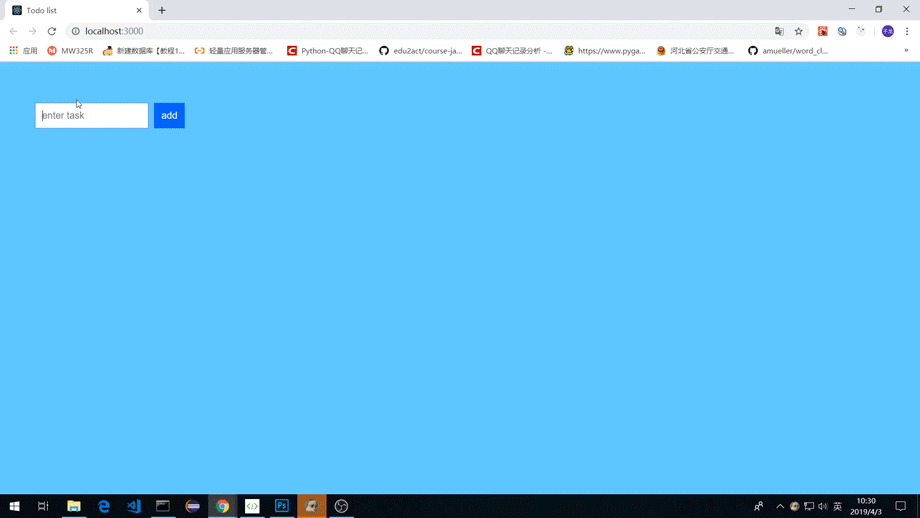 Todo list
localhost:3000
应用
MW325R
新建数据库【教程1...
轻量应用服务器管...
Python-QQ聊天记...
edu2act/course-ja...
QQ聊天记录分析 -...
https://www.pyga...
河北省公安厅交通...
amueller/word_cl...
»
enter task
add
Ps
英
10:30
2019/4/3